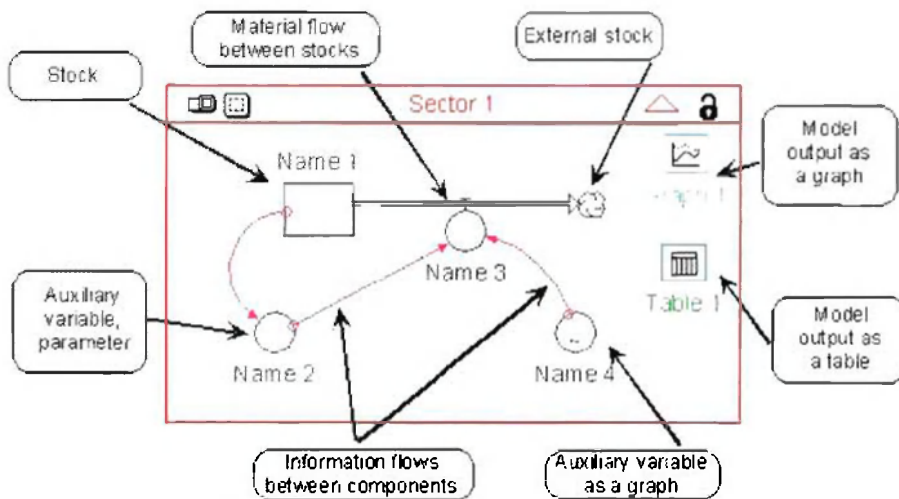 Material flow
between stocks
External stock
Stock
Sector 1
a
Model
output as
a graph
Name 1
Graph 1
Name 3
Auxiliary
variable,
parameter
Table 1
Model
output as
a table
Name 2
Name 4
Information flows
between components
Auxiliary variable
as a graph